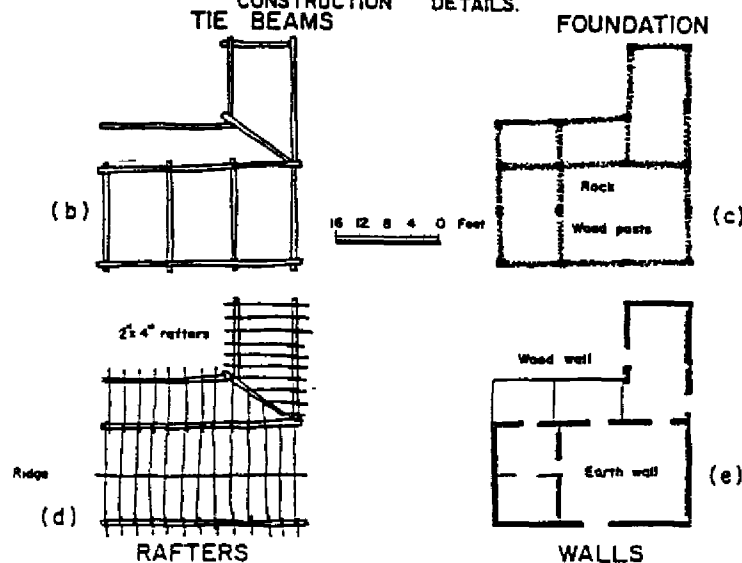 CONSTRUCTION DETAILS.
TIE BEAMS
FOUNDATION
(b)
16 12 8 4 0 Feet
Rock
Wood posts
(c)
2"x 4" rafters
Ridge
(d)
RAFTERS
Wood wall
Earth wall
(e)
WALLS